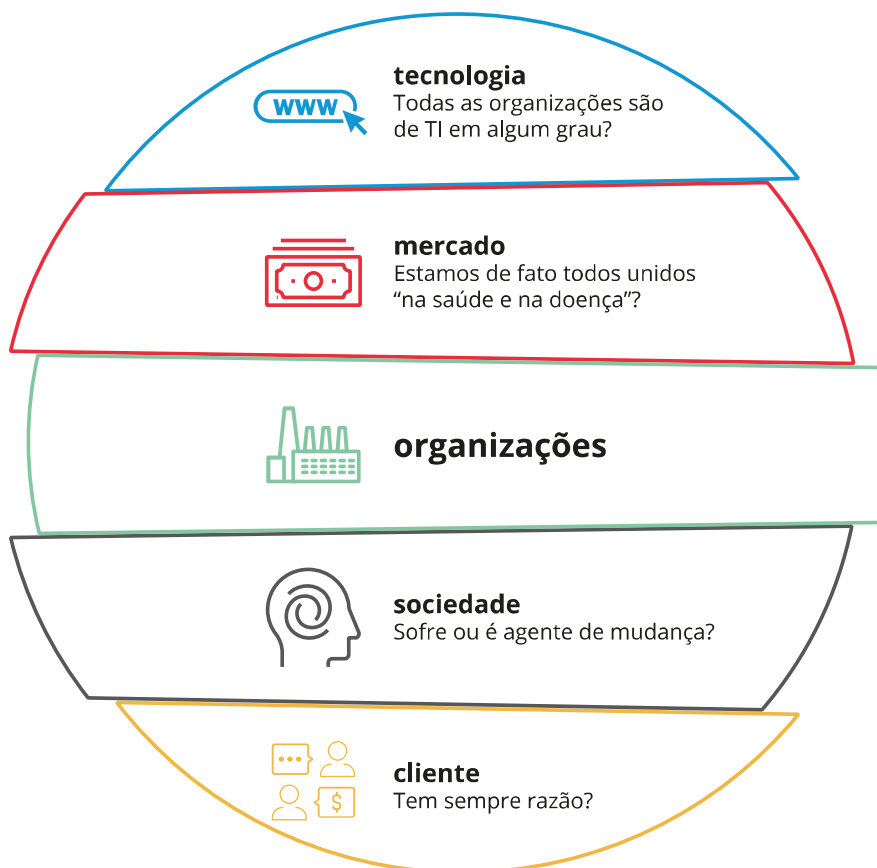 www
tecnologia
Todas as organizações são
de TI em algum grau?
mercado
Estamos de fato todos unidos
“na saúde e na doença”?
organizações
sociedade
Sofre ou é agente de mudança?
cliente
Tem sempre razão?
$